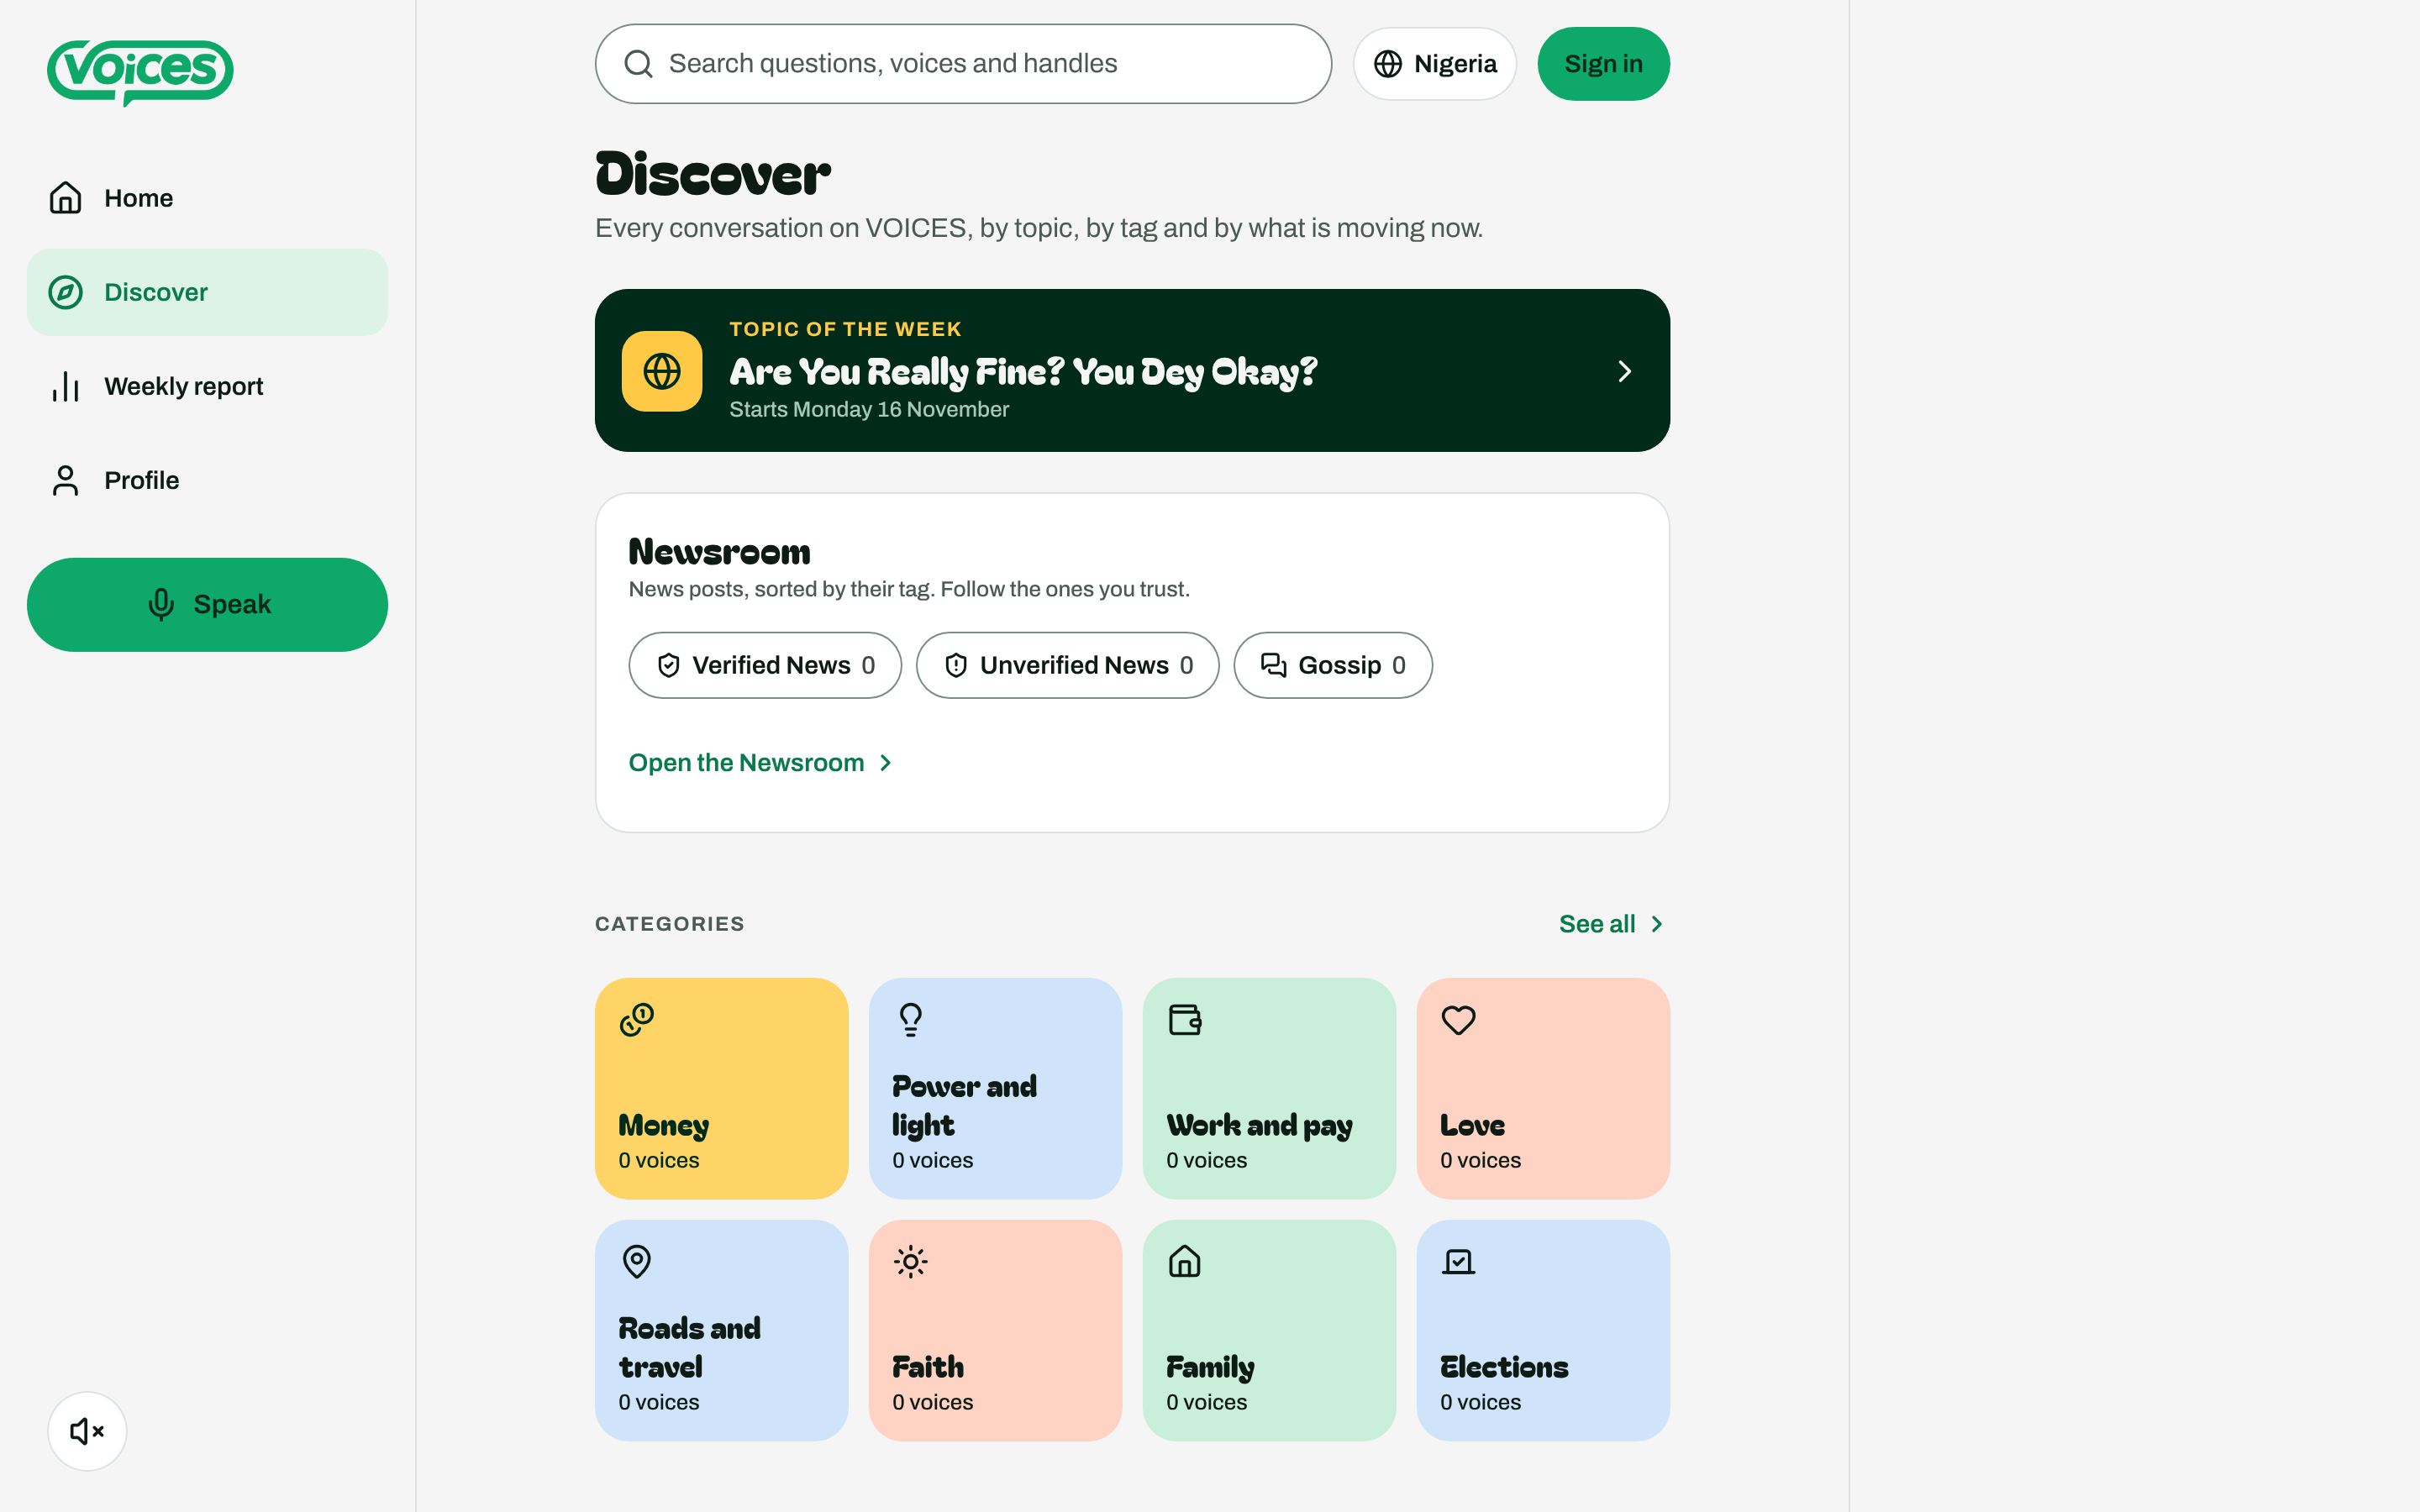 Voices
Search questions, voices and handles
Nigeria
Sign in
Home
Discover
Weekly report
Profile
Speak
Discover
Every conversation on VOICES, by topic, by tag and by what is moving now.
TOPIC OF THE WEEK
Are You Really Fine? You Dey Okay?
Starts Monday 16 November
Newsroom
News posts, sorted by their tag. Follow the ones you trust.
Verified News 0
Unverified News 0
Gossip 0
Open the Newsroom
CATEGORIES
See all
Money
0 voices
Power and
light
0 voices
Work and pay
0 voices
Love
0 voices
Roads and
travel
0 voices
Faith
0 voices
Family
0 voices
Elections
0 voices